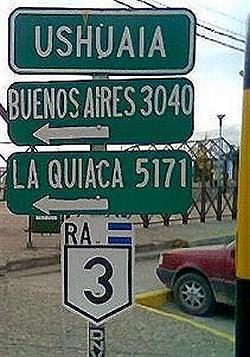 USHUAIA
BUENOS AIRES 3040
LA QUIACA 5171
RA
3